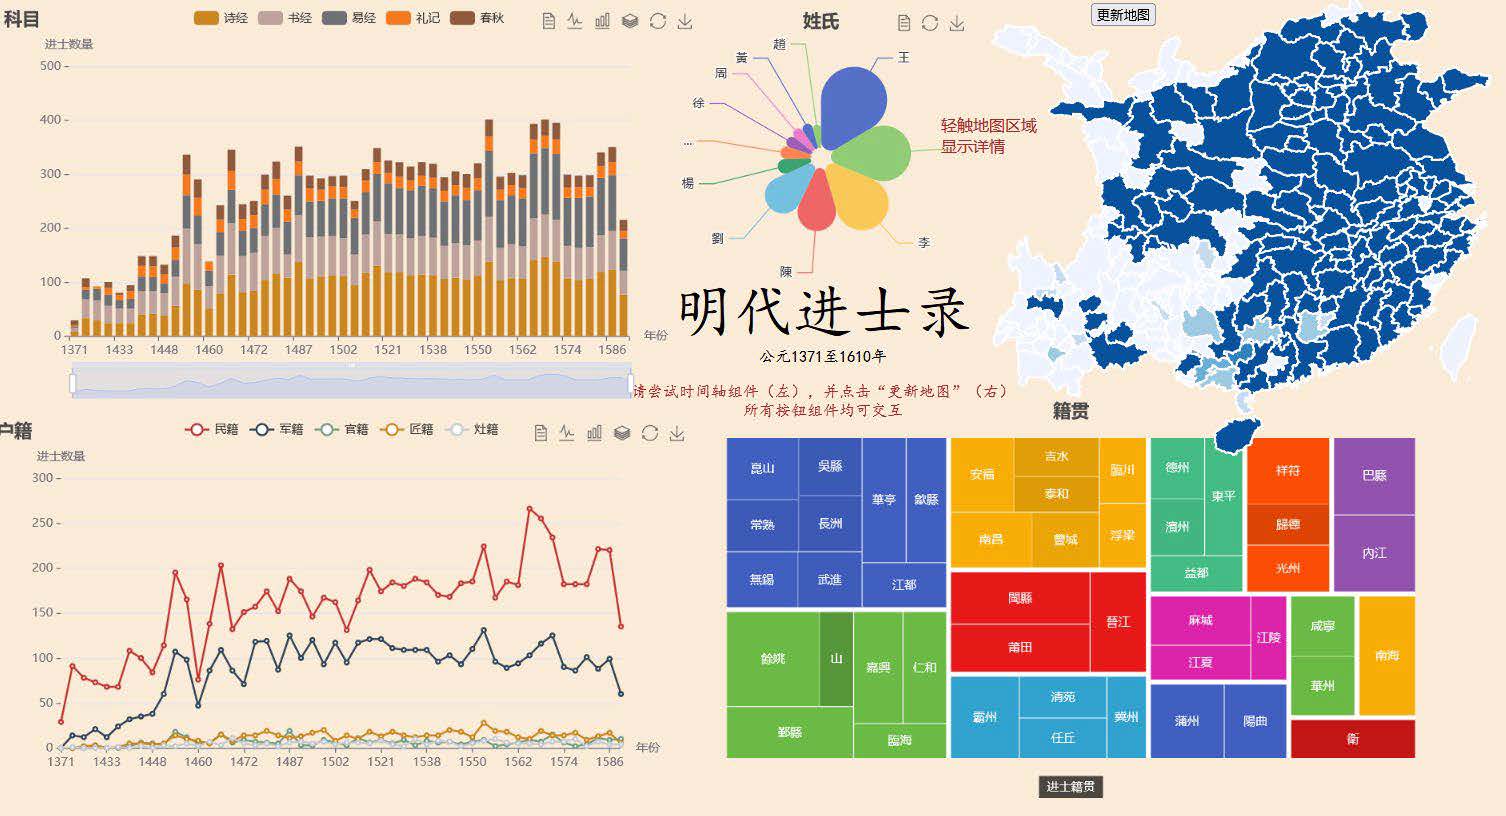 科目
诗经 书经 易经 礼记 春秋
进士数量
500
400
300
200
100
0
1371 1433 1448 1460 1472 1487 1502 1521 1538 1550 1562 1574 1586
年份
姓氏
趙
黃
周
徐
...
楊
劉
陳
李
王
轻触地图区域
显示详情
更新地图
明代进士录
公元1371至1610年
请尝试时间轴组件（左），并点击“更新地图”（右）
所有按钮组件均可交互
户籍
民籍 军籍 官籍 匠籍 灶籍
进士数量
300
250
200
150
100
50
0
1371 1433 1448 1460 1472 1487 1502 1521 1538 1550 1562 1574 1586
年份
籍贯
崑山
吳縣
華亭
歙縣
常熟
長洲
無錫
武進
江都
餘姚
山
嘉興
仁和
鄞縣
臨海
安福
吉水
泰和
臨川
南昌
豐城
浮梁
閩縣
莆田
晉江
霸州
清苑
任丘
冀州
德州
東平
濱州
益都
祥符
歸德
光州
巴縣
內江
麻城
江夏
江陵
咸寧
華州
南海
蒲州
陽曲
衛
进士籍贯